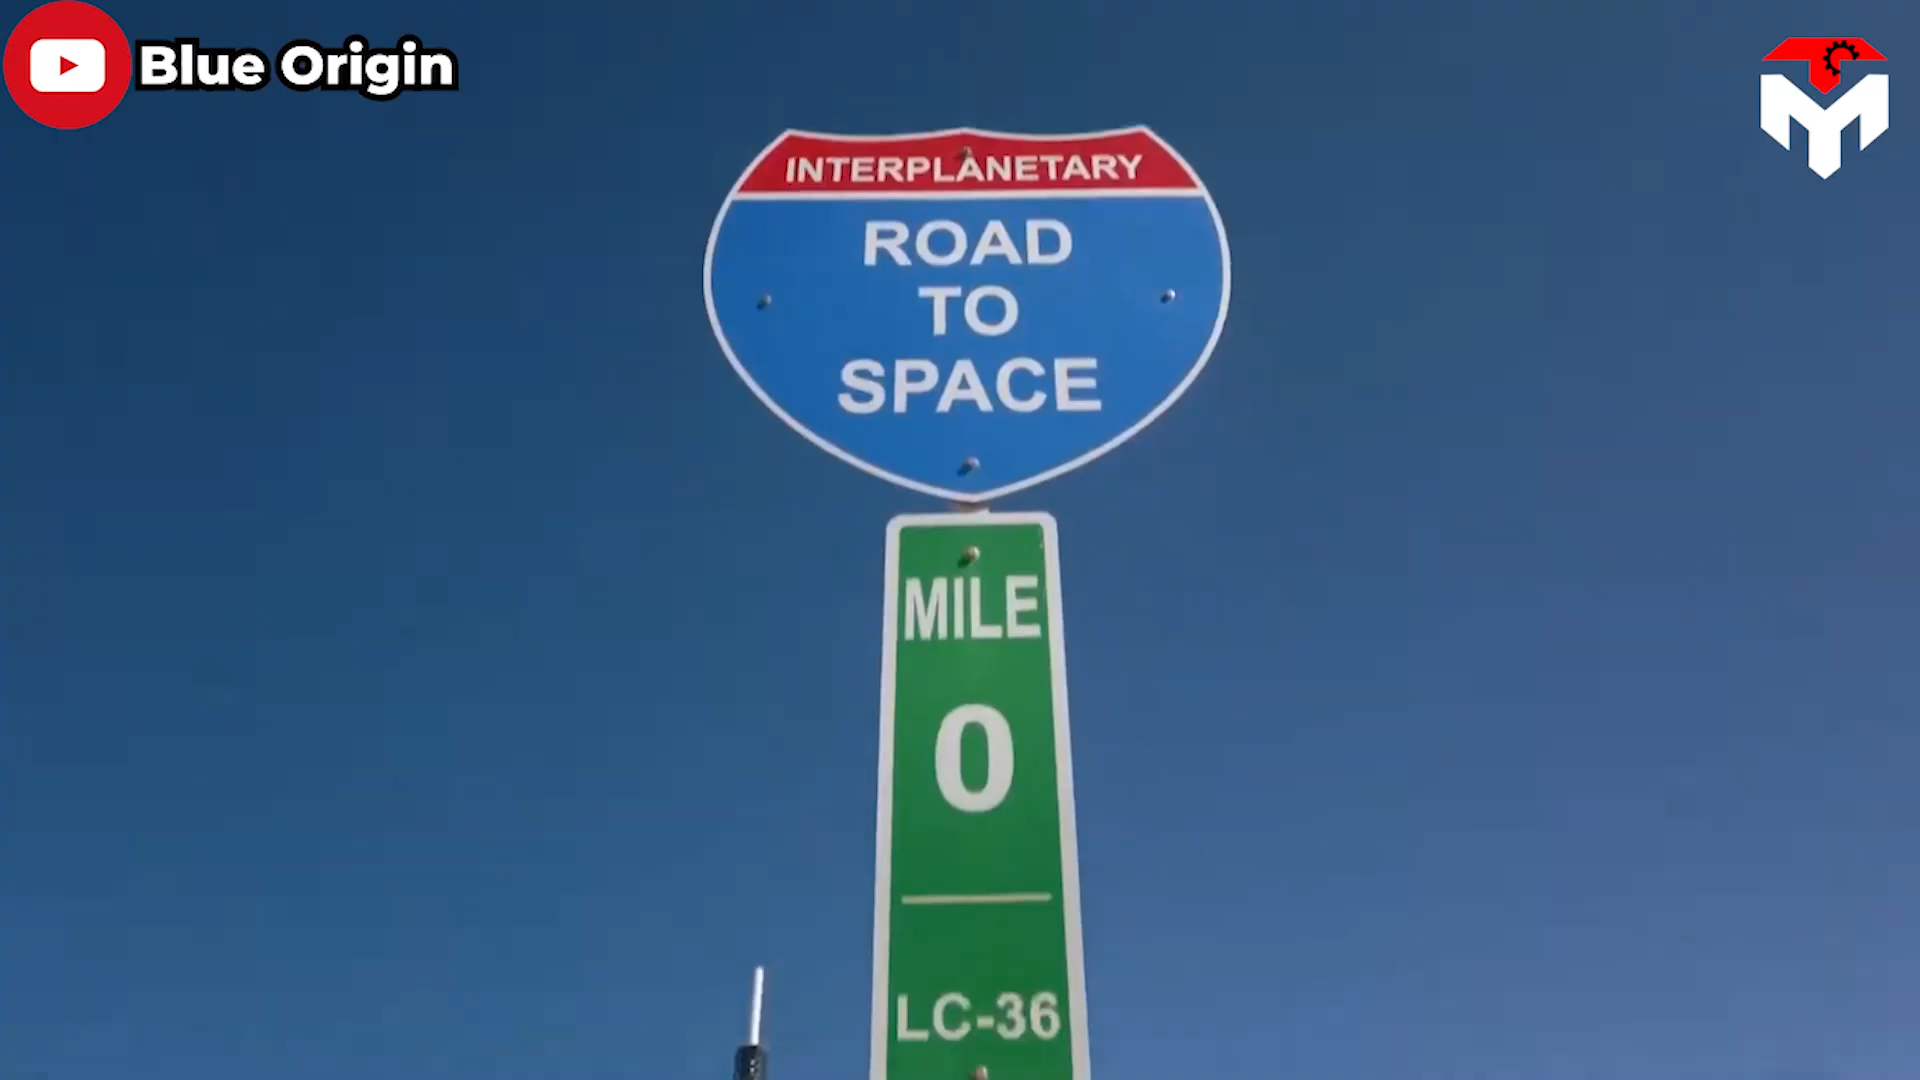 Blue Origin
INTERPLANETARY
ROAD
TO
SPACE
MILE
0
LC-36